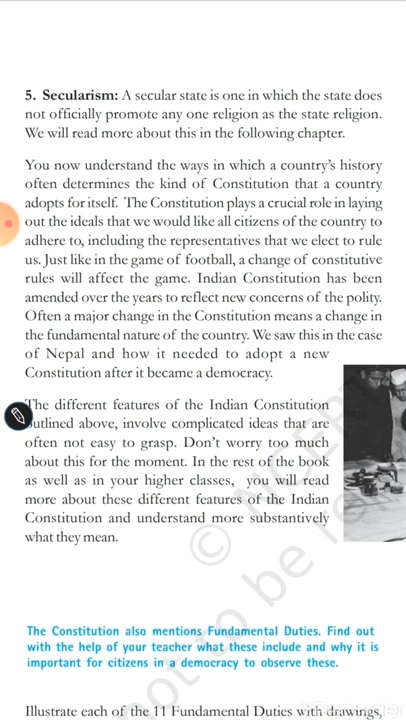 5. Secularism: A secular state is one in which the state does
not officially promote any one religion as the state religion.
We will read more about this in the following chapter.
You now understand the ways in which a country's history
often determines the kind of Constitution that a country
adopts for itself. The Constitution plays a crucial role in laying
out the ideals that we would like all citizens of the country to
adhere to, including the representatives that we elect to rule
us. Just like in the game of football, a change of constitutive
rules will affect the game. Indian Constitution has been
amended over the years to reflect new concerns of the polity.
Often a major change in the Constitution means a change in
the fundamental nature of the country. We saw this in the case
of Nepal and how it needed to adopt a new
Constitution after it became a democracy.
The different features of the Indian Constitution
outlined above, involve complicated ideas that are
often not easy to grasp. Don't worry too much
about this for the moment. In the rest of the book
as well as in your higher classes, you will read
more about these different features of the Indian
Constitution and understand more substantively
what they mean.
© NCERT
not to be re
The Constitution also mentions Fundamental Duties. Find out
with the help of your teacher what these include and why it is
important for citizens in a democracy to observe these.
Illustrate each of the 11 Fundamental Duties with drawings,